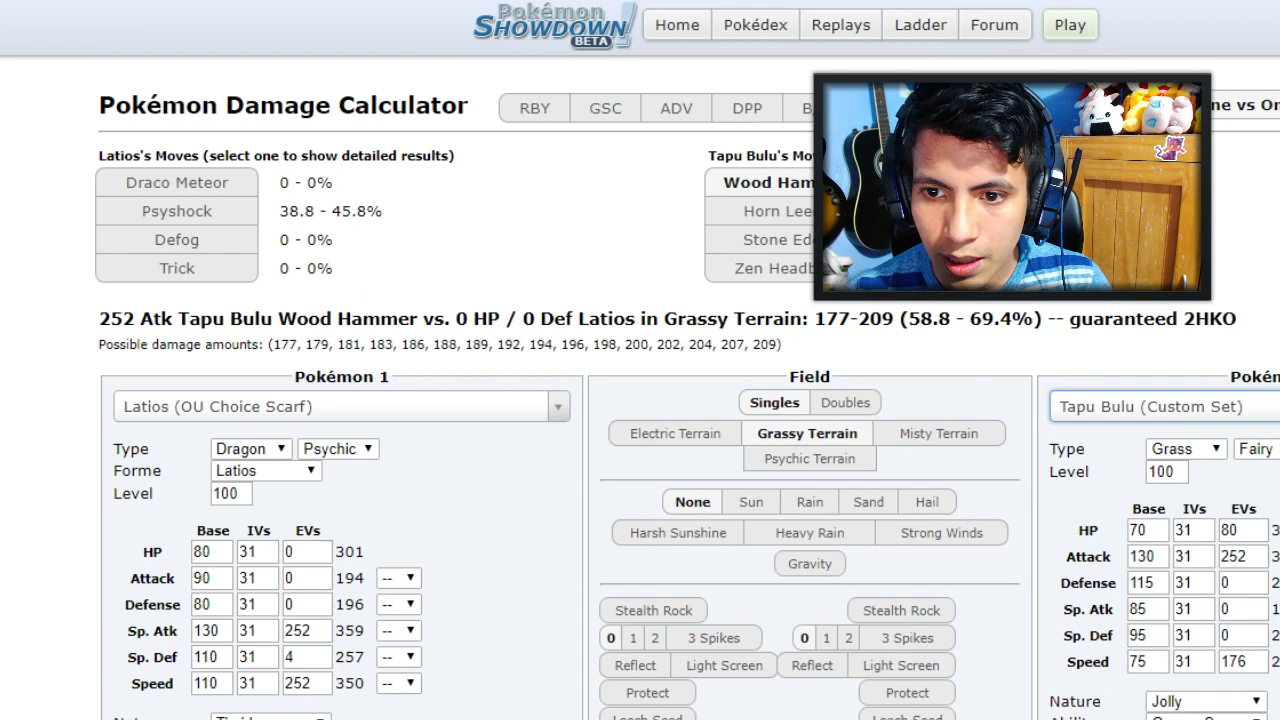 Pokémon
SHOWDOWN!
BETA
Home Pokédex Replays Ladder Forum Play
Pokémon Damage Calculator RBY GSC ADV DPP
Latios's Moves (select one to show detailed results)
Draco Meteor 0 - 0%
Psyshock 38.8 - 45.8%
Defog 0 - 0%
Trick 0 - 0%
Tapu Bulu's
Wood Ham
Horn Lee
Stone Ed
Zen Headb
252 Atk Tapu Bulu Wood Hammer vs. 0 HP / 0 Def Latios in Grassy Terrain: 177-209 (58.8 - 69.4%) -- guaranteed 2HKO
Possible damage amounts: (177, 179, 181, 183, 186, 188, 189, 192, 194, 196, 198, 200, 202, 204, 207, 209)
Pokémon 1
Latios (OU Choice Scarf)
Type Dragon Psychic
Forme Latios
Level 100
Base IVs EVs
HP 80 31 0 301
Attack 90 31 0 194 --
Defense 80 31 0 196 --
Sp. Atk 130 31 252 359 --
Sp. Def 110 31 4 257 --
Speed 110 31 252 350 --
Field
Singles Doubles
Electric Terrain Grassy Terrain Misty Terrain
Psychic Terrain
None Sun Rain Sand Hail
Harsh Sunshine Heavy Rain Strong Winds
Gravity
Stealth Rock Stealth Rock
0 1 2 3 Spikes 0 1 2 3 Spikes
Reflect Light Screen Reflect Light Screen
Protect Protect
Tapu Bulu (Custom Set)
Type Grass Fairy
Level 100
Base IVs EVs
HP 70 31 80
Attack 130 31 252
Defense 115 31 0
Sp. Atk 85 31 0
Sp. Def 95 31 0
Speed 75 31 176
Nature Jolly